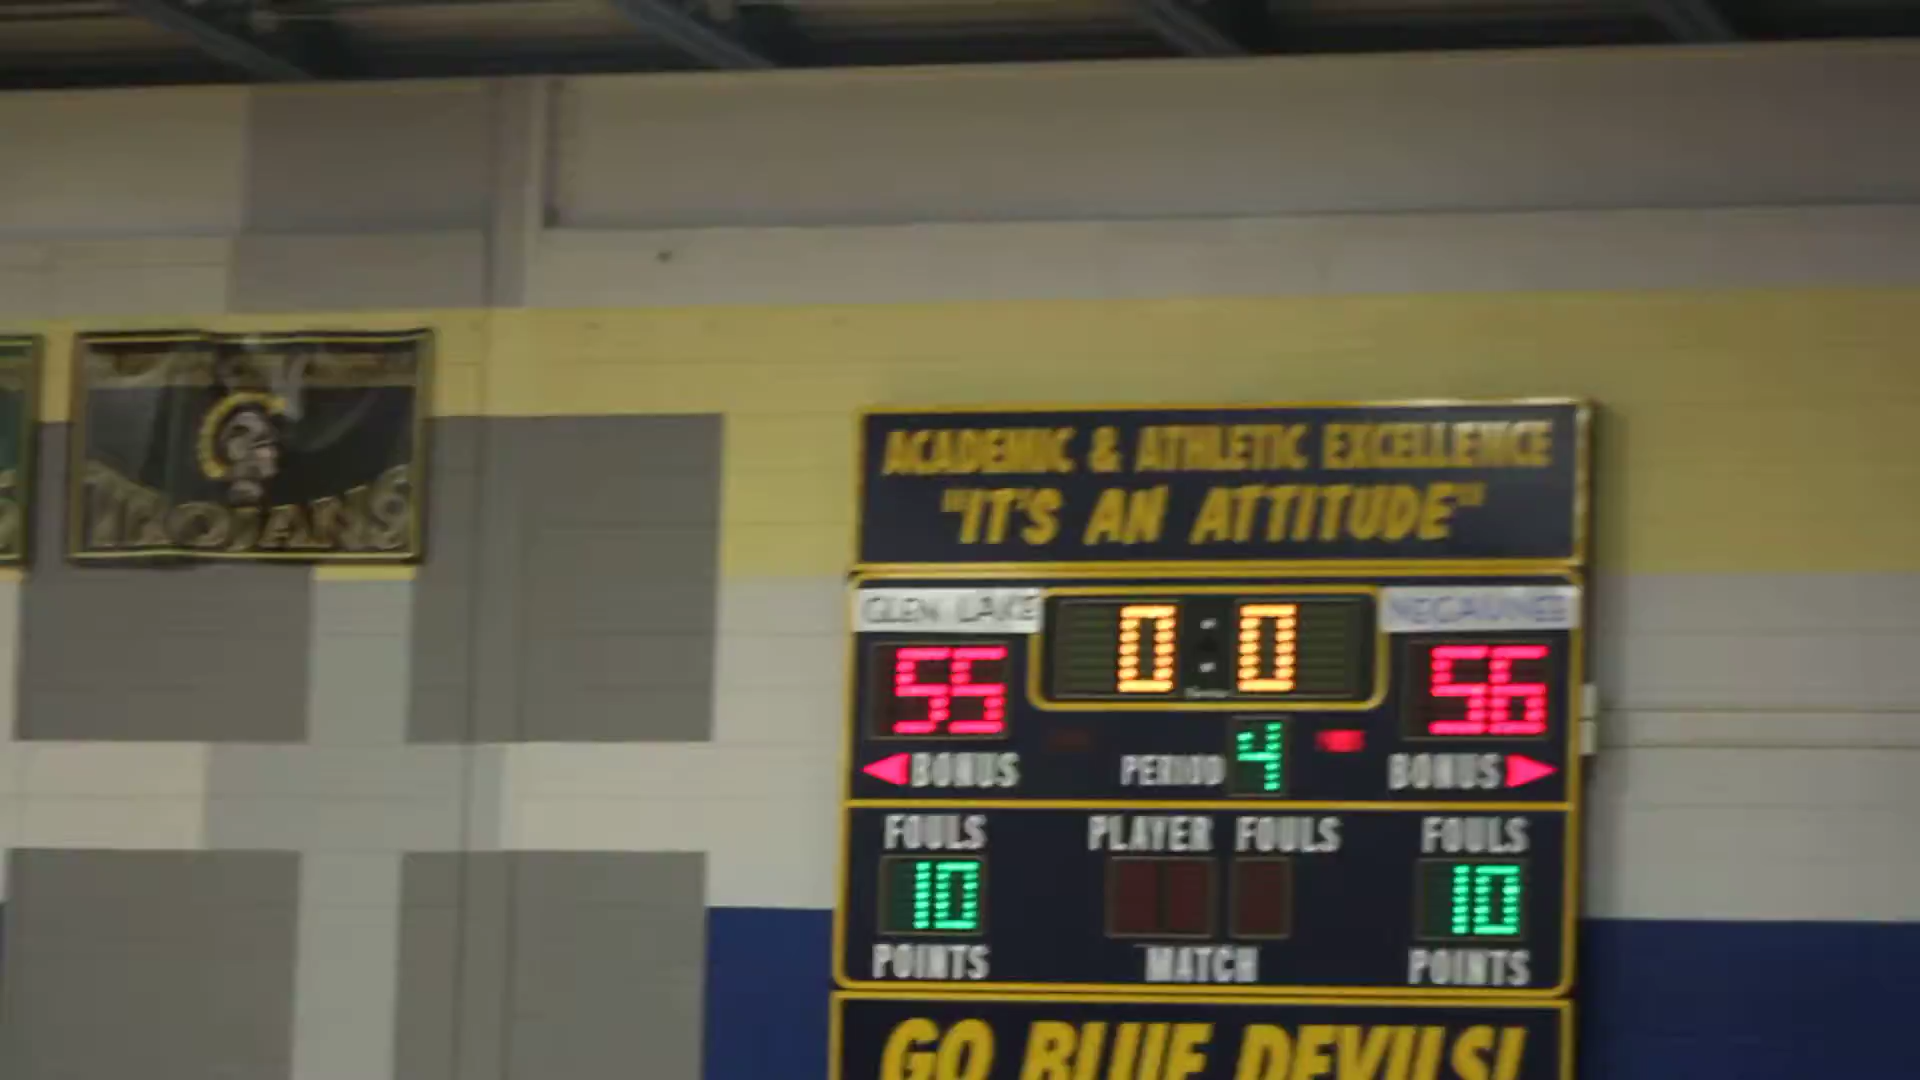 TROJANS
ACADEMIC & ATHLETIC EXCELLENCE
"IT'S AN ATTITUDE"
GLEN LAKE
0:0
NEGAUNEE
55
56
BONUS
PERIOD 4
BONUS
FOULS
PLAYER FOULS
FOULS
10
10
POINTS
MATCH
POINTS
GO BLUE DEVILS!